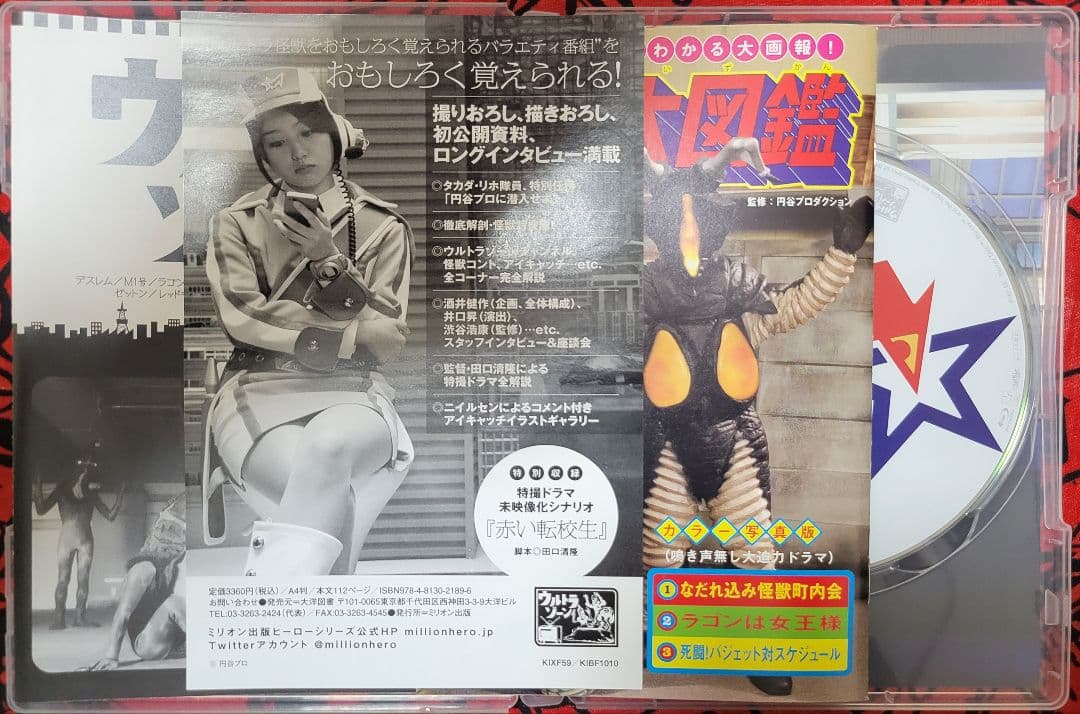 ウ
ン
デスレム／M1号／ラゴン
ゼットン／レッドキ
ラ怪獣をおもしろく覚えられるバラエティ番組"を
おもしろく覚えられる!
撮りおろし、描きおろし、
初公開資料、
ロングインタビュー満載
◎タカダ・リホ隊員、特別任務
「円谷プロに潜入せよ」
◎徹底解剖・怪獣
◎ウルトラゾーンチャンネル、
怪獣コント、アイキャッチ…etc.
全コーナー完全解説
◎酒井健作(企画、全体構成)、
井口昇(演出)、
渋谷浩康(監修)…etc.
スタッフインタビュー&座談会
◎監督・田口清隆による
特撮ドラマ全解説
◎ニイルセンによるコメント付き
アイキャッチイラストギャラリー
特別収録
特撮ドラマ
未映像化シナリオ
『赤い転校生』
脚本◎田口清隆
定価3360円(税込)／A4判／本文112ページ／ISBN978-4-8130-2189-6
お問い合わせ●発売元=大洋図書 〒101-0065東京都千代田区西神田3-3-9大洋ビル
TEL:03-3263-2424(代表)／FAX:03-3263-4545●発行所=ミリオン出版
ミリオン出版ヒーローシリーズ公式HP millionhero.jp
Twitterアカウント @millionhero
©円谷プロ
ウルトラ
ゾーン
KIXF59／KIBF1010
わかる大画報!
いずかん
大図鑑
監修：円谷プロダクション
カラー写真版
(鳴き声無し大迫力ドラマ)
1 なだれ込み怪獣町内会
2 ラゴンは女王様
3 死闘!バジェット対スケジュール